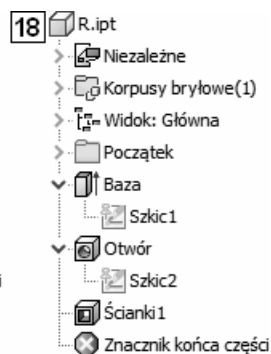 18 R.ipt
Niezależne
Korpusy bryłowe(1)
Widok: Główna
Początek
Baza
Szkic1
Otwór
Szkic2
i
Ścianki1
Znacznik końca części